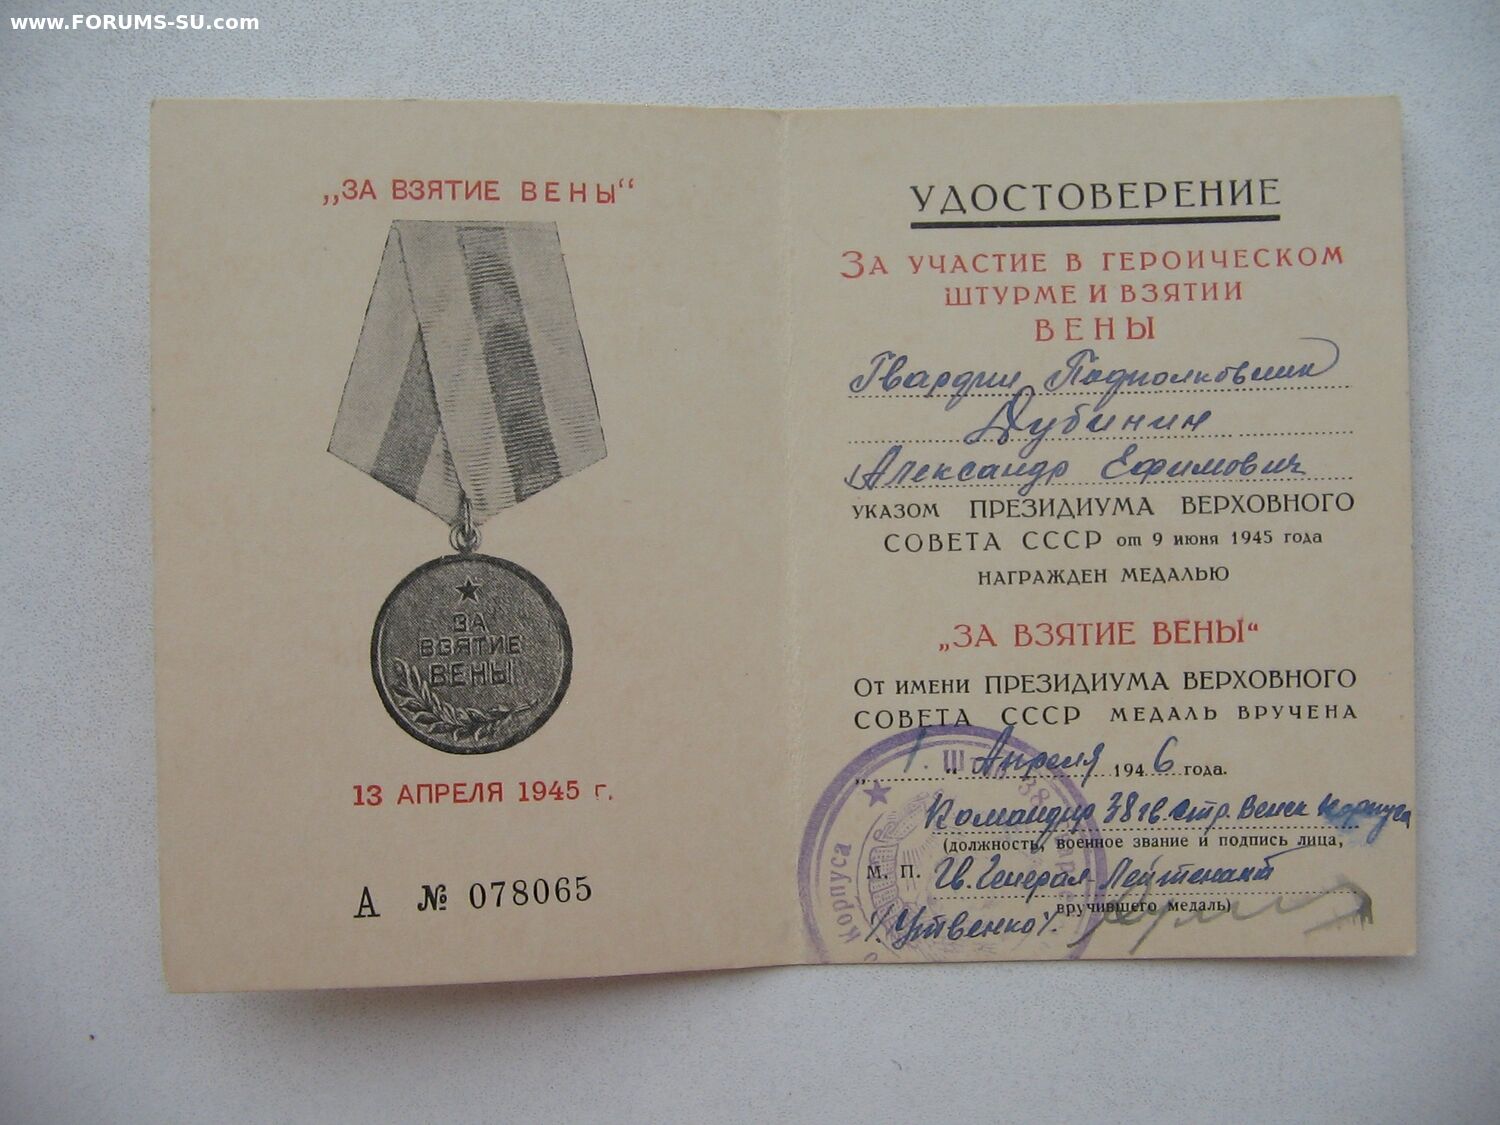 www.FORUMS-SU.com
„ЗА ВЗЯТИЕ ВЕНЫ“
ЗА
ВЗЯТИЕ
ВЕНЫ
13 АПРЕЛЯ 1945 г.
А № 078065
УДОСТОВЕРЕНИЕ
ЗА УЧАСТИЕ В ГЕРОИЧЕСКОМ
ШТУРМЕ И ВЗЯТИИ
ВЕНЫ
Гвардии Подполковник
Дубинин
Александр Ефимович
УКАЗОМ ПРЕЗИДИУМА ВЕРХОВНОГО
СОВЕТА СССР от 9 июня 1945 года
НАГРАЖДЕН МЕДАЛЬЮ
„ЗА ВЗЯТИЕ ВЕНЫ“
ОТ ИМЕНИ ПРЕЗИДИУМА ВЕРХОВНОГО
СОВЕТА СССР МЕДАЛЬ ВРУЧЕНА
„1.“ Апреля 1946 года.
Командир 38 гв. стр. Венск Корпуса
(должность, военное звание и подпись лица,
М. П. Гв. Генерал-Лейтенант
вручившего медаль)
/. Утвенко /.
Корпуса